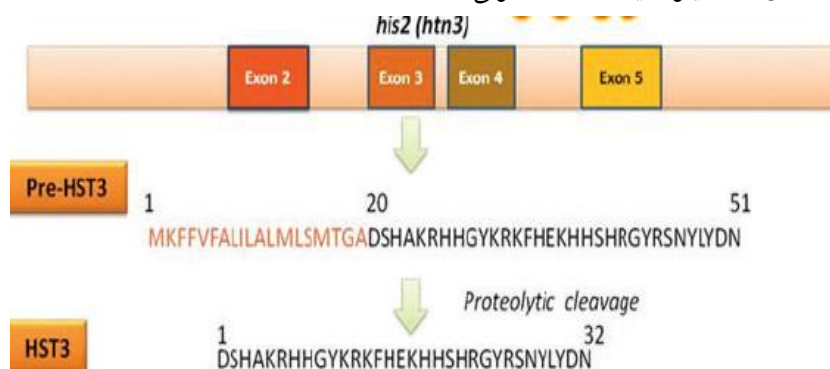 his2 (htn3)
Exon 2 Exon 3 Exon 4 Exon 5
Pre-HST3
1 20 51
MKFFVFALILALMLSMTGADSHAKRHHGYKRKFHEKHHSHRGYRSNYLYDN
Proteolytic cleavage
HST3
1 32
DSHAKRHHGYKRKFHEKHHSHRGYRSNYLYDN